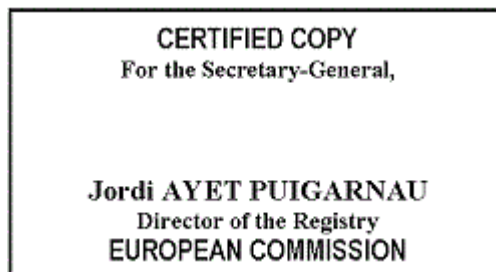 CERTIFIED COPY
For the Secretary-General,
Jordi AYET PUIGARNAU
Director of the Registry
EUROPEAN COMMISSION